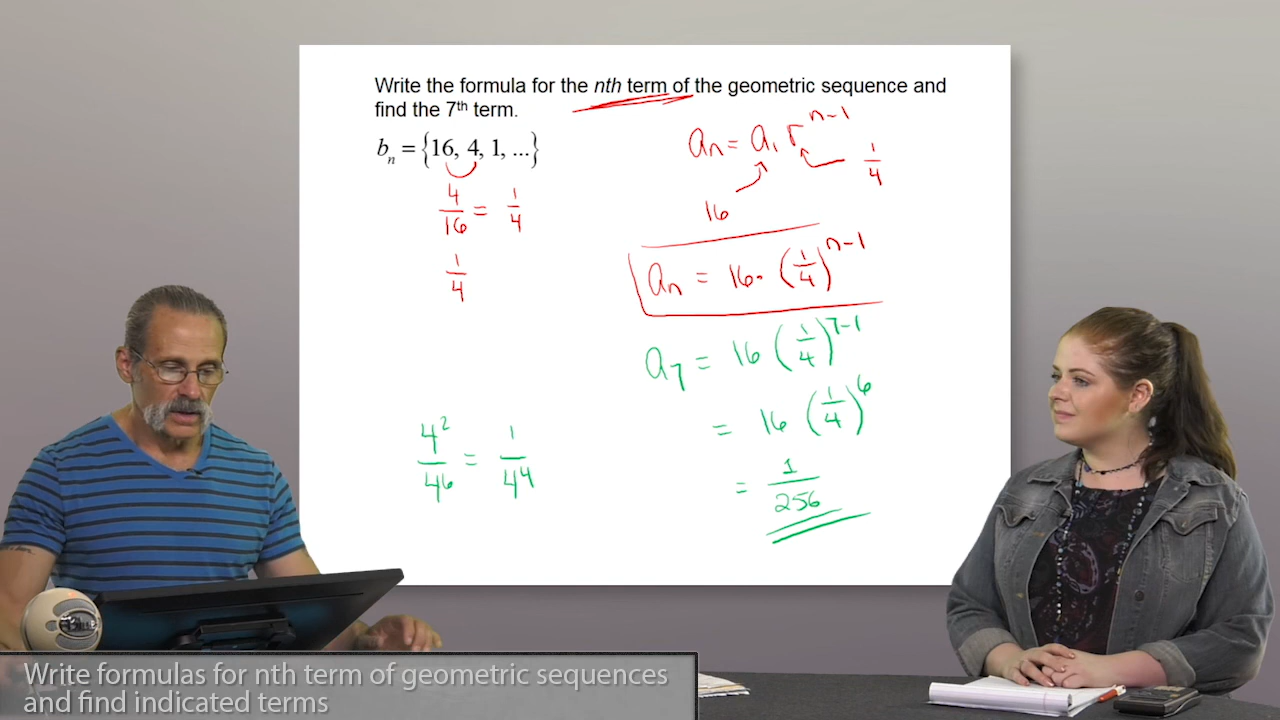 Write the formula for the nth term of the geometric sequence and
find the 7th term.
bn = {16, 4, 1, ...}
an = a1 r^n-1
1/4
16
4/16 = 1/4
1/4
an = 16· (1/4)^n-1
a7 = 16 (1/4)^7-1
= 16 (1/4)^6
4^2/4^6 = 1/4^4
= 1/256
Blue
Write formulas for nth term of geometric sequences
and find indicated terms